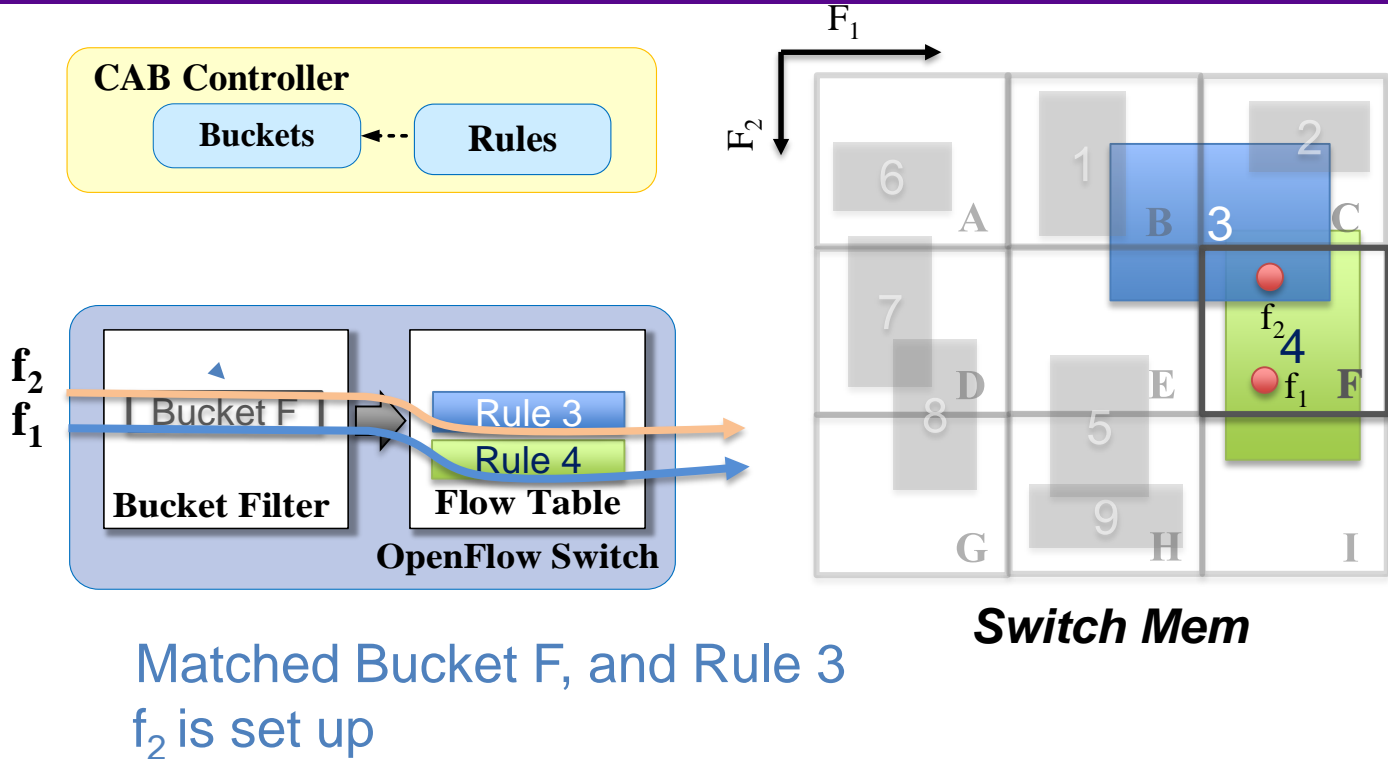 CAB Controller
Buckets
Rules
f2
f1
Bucket F
Rule 3
Rule 4
Bucket Filter
Flow Table
OpenFlow Switch
F1
F2
6
1
2
A
B
3
C
7
f2
4
8
D
E
f1
F
5
9
G
H
I
Switch Mem
Matched Bucket F, and Rule 3
f2 is set up